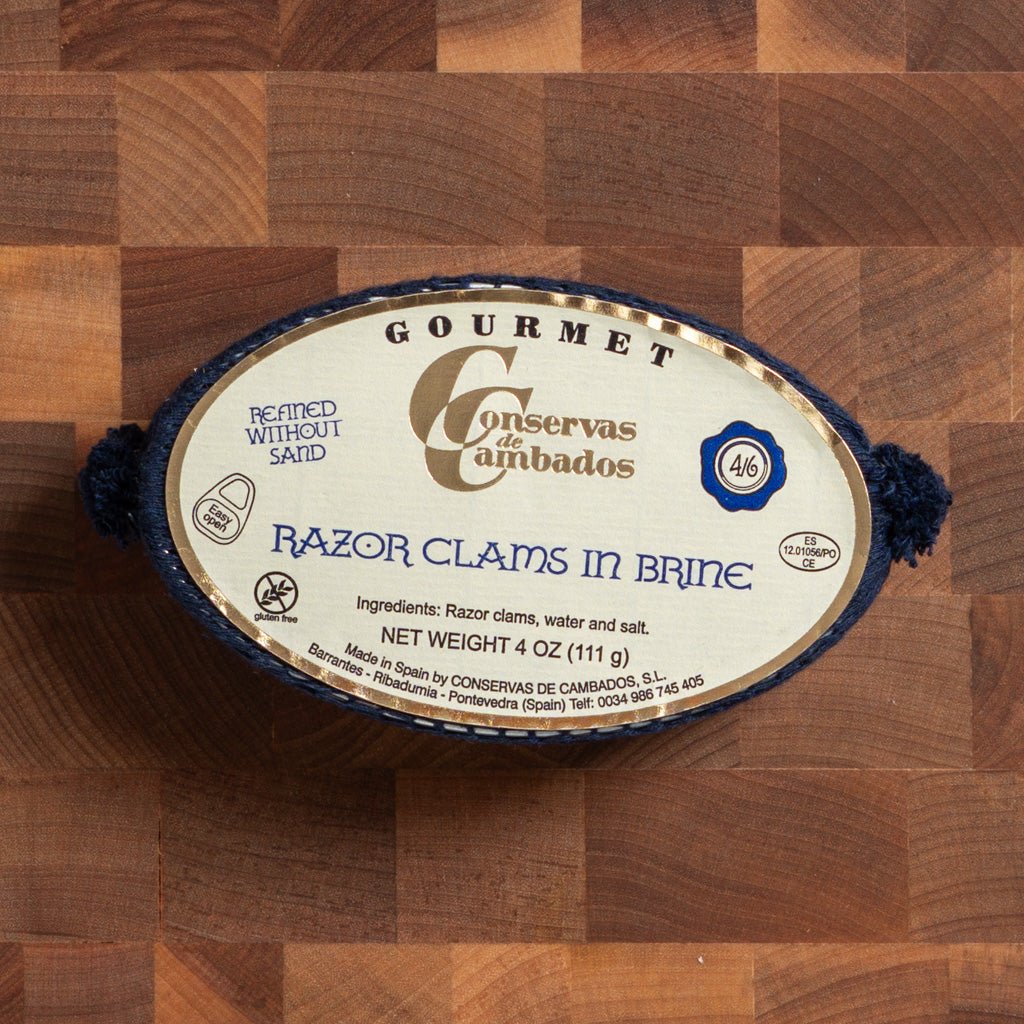 GOURMET
Conservas
de
Cambados
REFINED
WITHOUT
SAND
4/6
Easy
open
ES
12.01056/PO
CE
RAZOR CLAMS IN BRINE
gluten free
Ingredients: Razor clams, water and salt.
NET WEIGHT 4 OZ (111 g)
Made in Spain by CONSERVAS DE CAMBADOS, S.L.
Barrantes - Ribadumia - Pontevedra (Spain) Telf: 0034 986 745 405